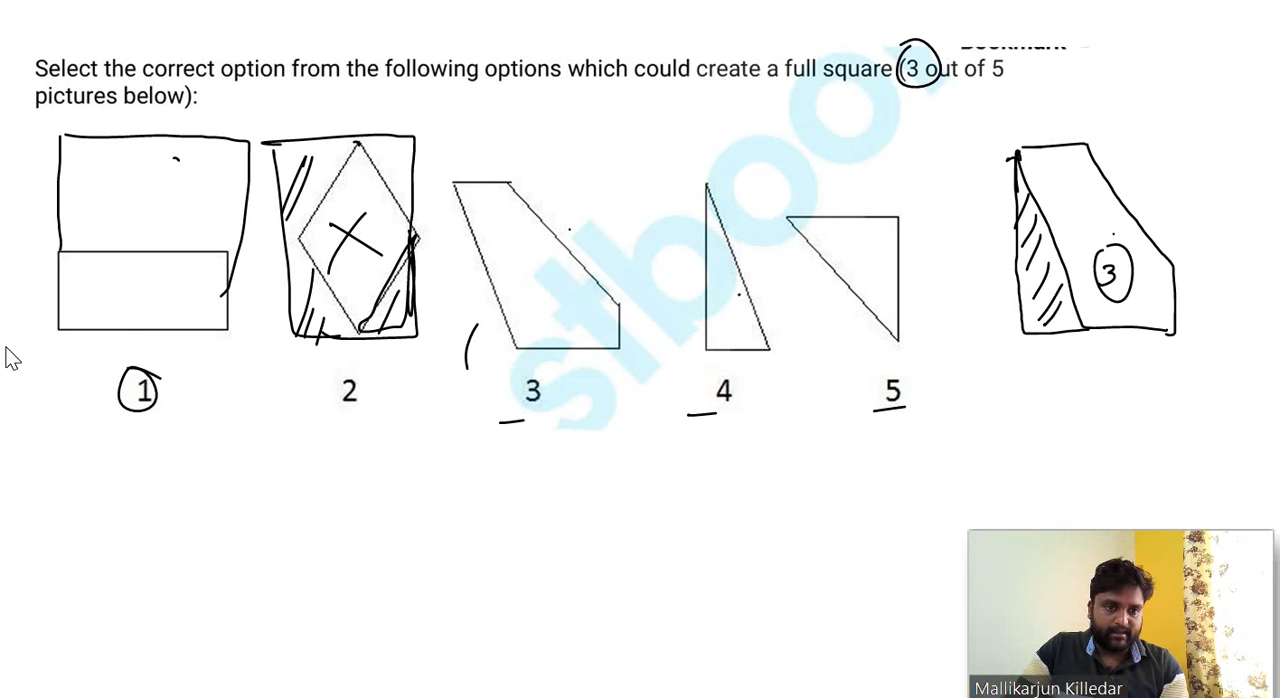 Select the correct option from the following options which could create a full square (3 out of 5
pictures below):
3
1
2
3
4
5
Mallikarjun Killedar